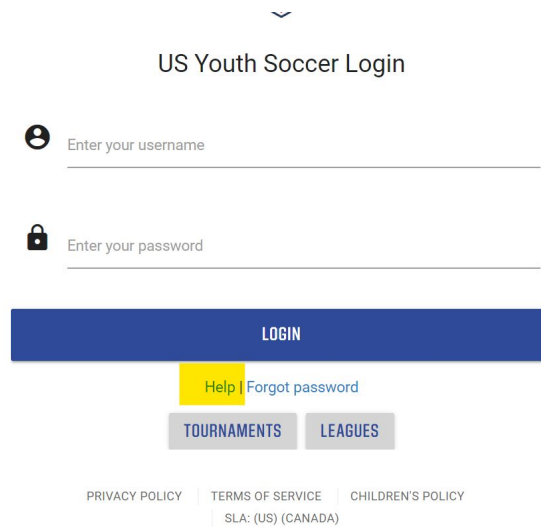 US Youth Soccer Login
Enter your username
Enter your password
LOGIN
Help | Forgot password
TOURNAMENTS LEAGUES
PRIVACY POLICY TERMS OF SERVICE CHILDREN'S POLICY
SLA: (US) (CANADA)